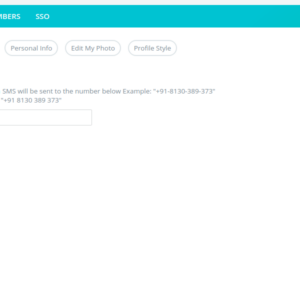 MBERS SSO
Personal Info Edit My Photo Profile Style
SMS will be sent to the number below Example: "+91-8130-389-373"
"+91 8130 389 373"